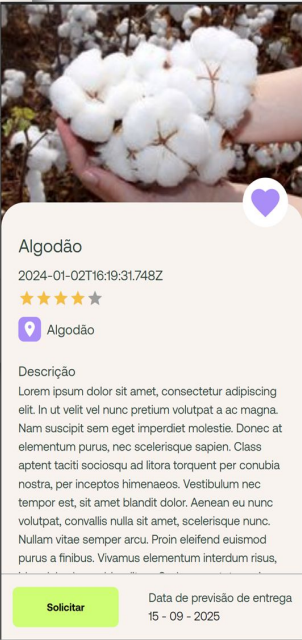 Algodão
2024-01-02T16:19:31.748Z
Algodão
Descrição
Lorem ipsum dolor sit amet, consectetur adipiscing
elit. In ut velit vel nunc pretium volutpat a ac magna.
Nam suscipit sem eget imperdiet molestie. Donec at
elementum purus, nec scelerisque sapien. Class
aptent taciti sociosqu ad litora torquent per conubia
nostra, per inceptos himenaeos. Vestibulum nec
tempor est, sit amet blandit dolor. Aenean eu nunc
volutpat, convallis nulla sit amet, scelerisque nunc.
Nullam vitae semper arcu. Proin eleifend euismod
purus a finibus. Vivamus elementum interdum risus,
Solicitar
Data de previsão de entrega
15 - 09 - 2025